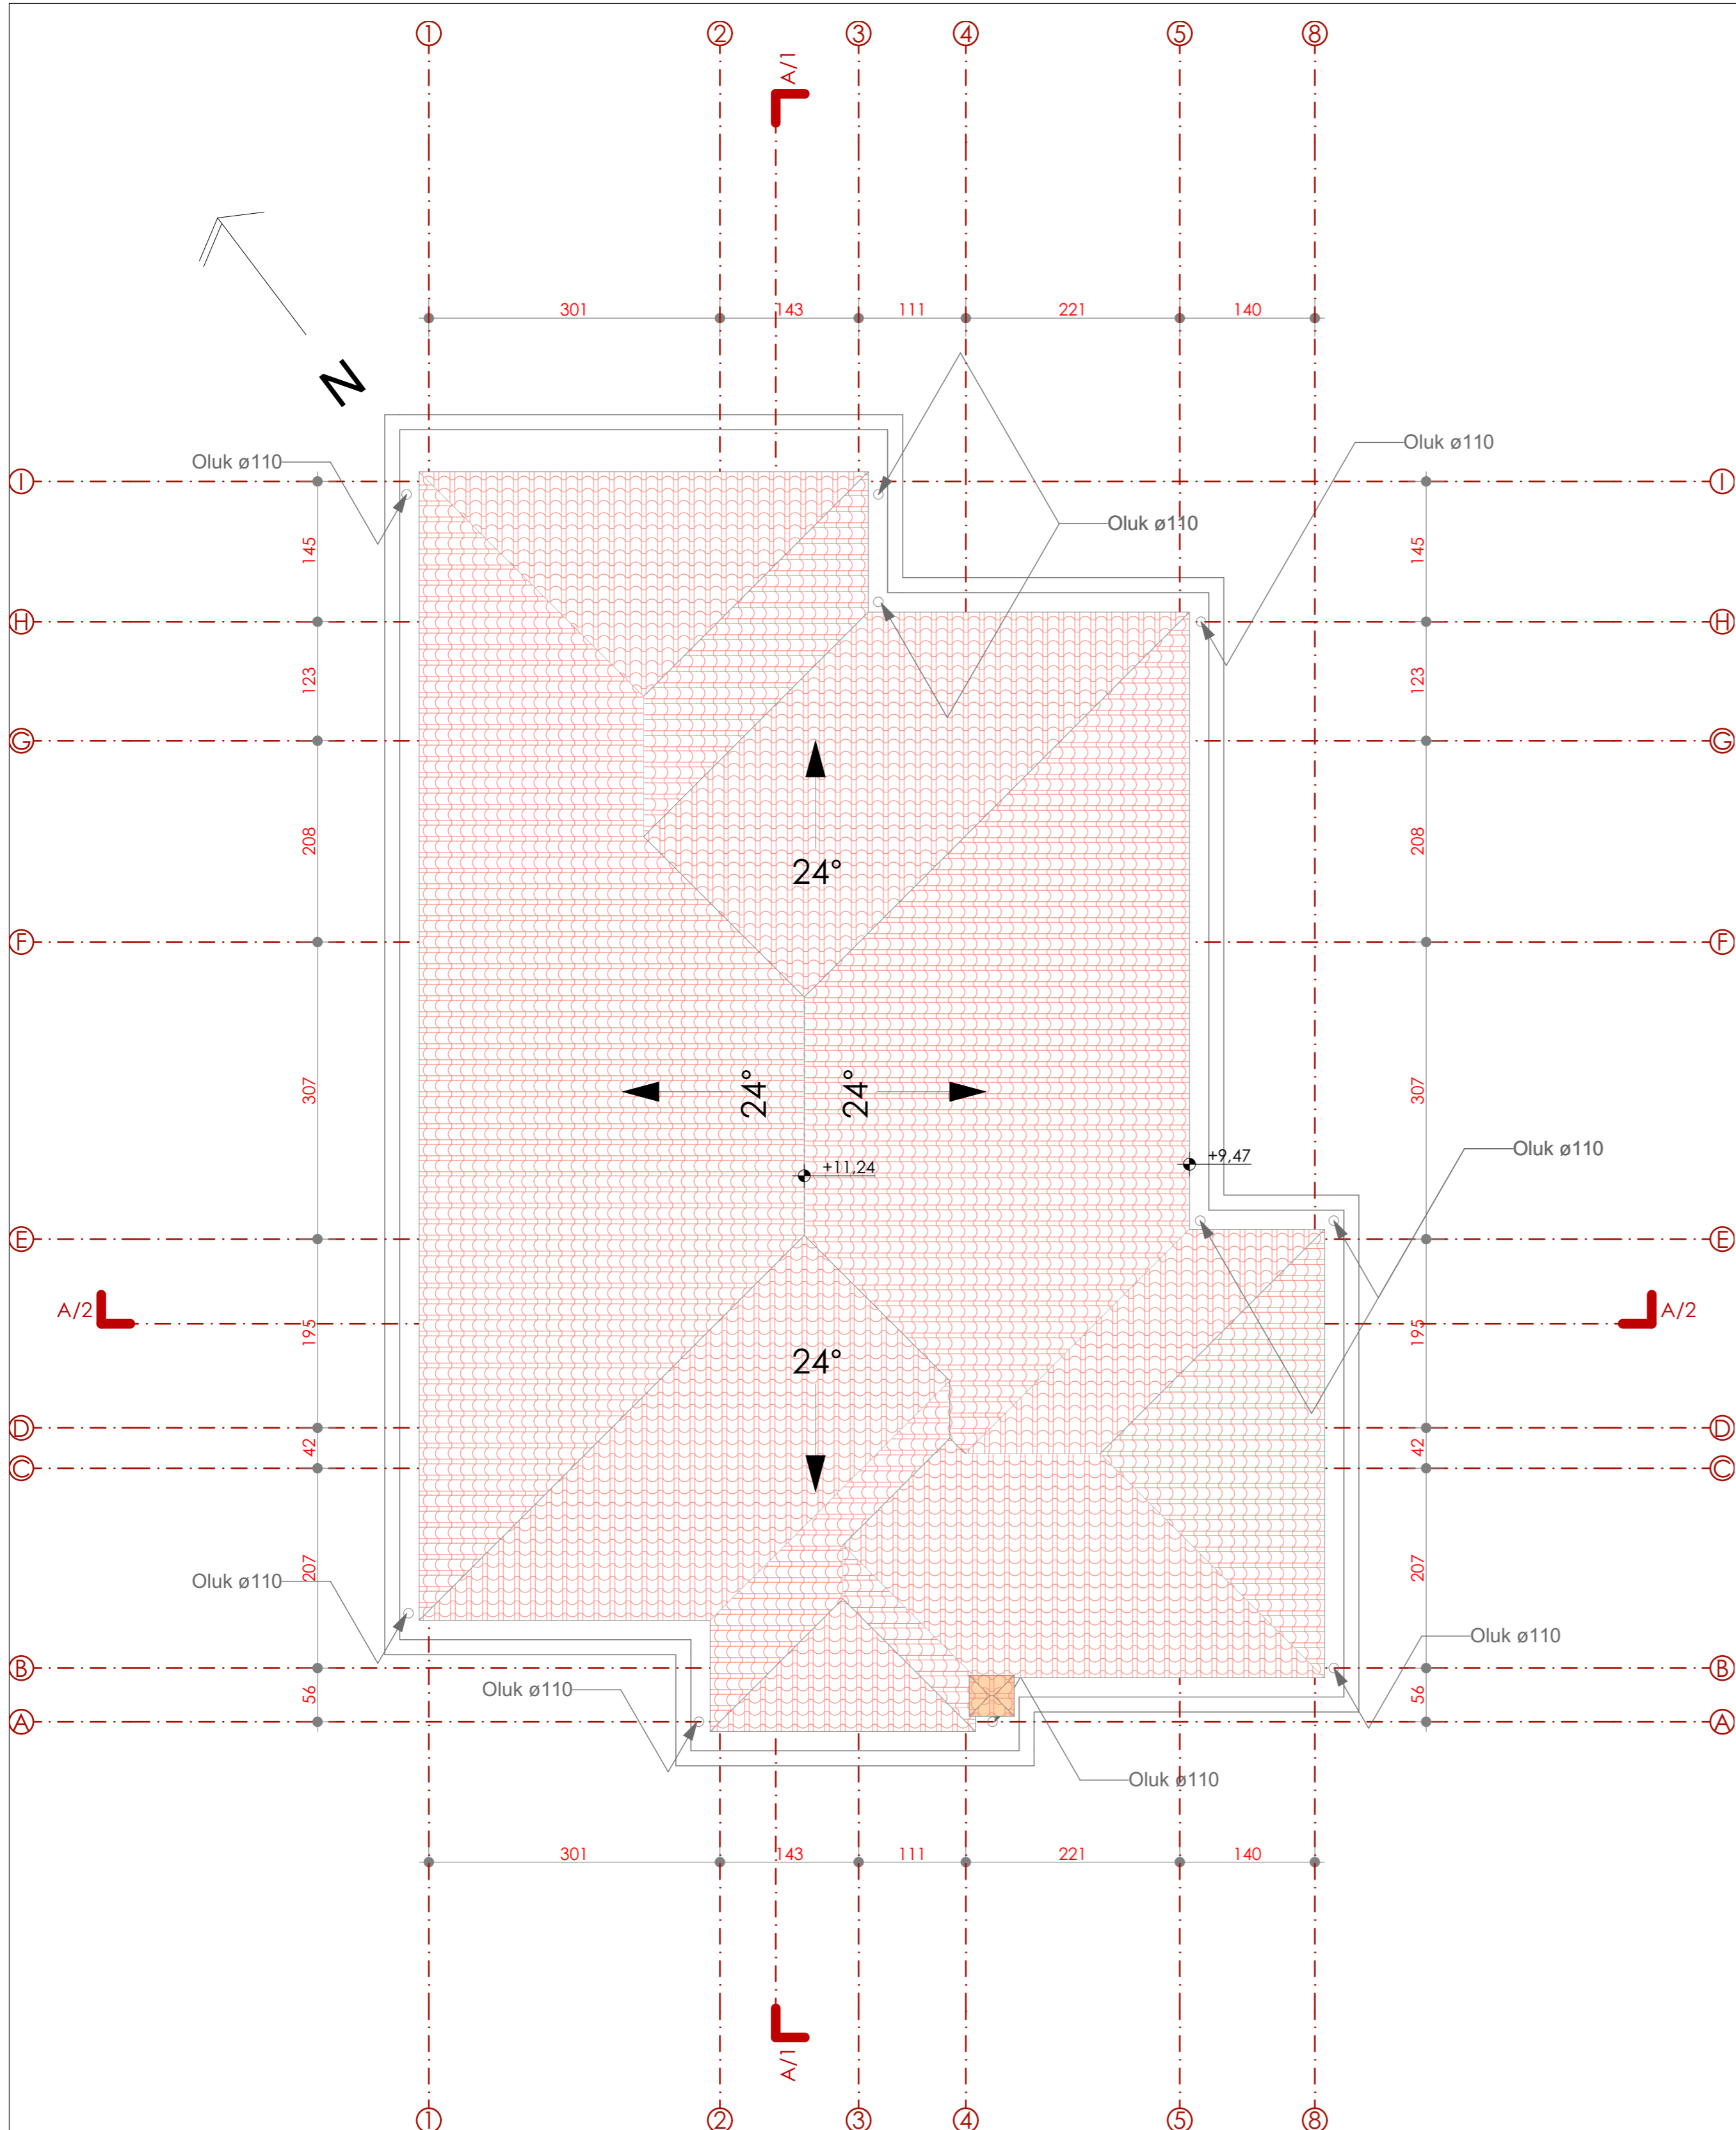 1 2 3 4 5 8
A/1
N
301 143 111 221 140
Oluk ø110
Oluk ø110
Oluk ø110
I I
145 145
H H
123 123
G G
208 208
24°
F F
307 307
24° 24°
+11,24 +9,47
Oluk ø110
E E
A/2 A/2
195 195
24°
D D
42 42
C C
207 207
Oluk ø110
Oluk ø110
B B
56 56
Oluk ø110
A A
Oluk ø110
301 143 111 221 140
A/1
1 2 3 4 5 8